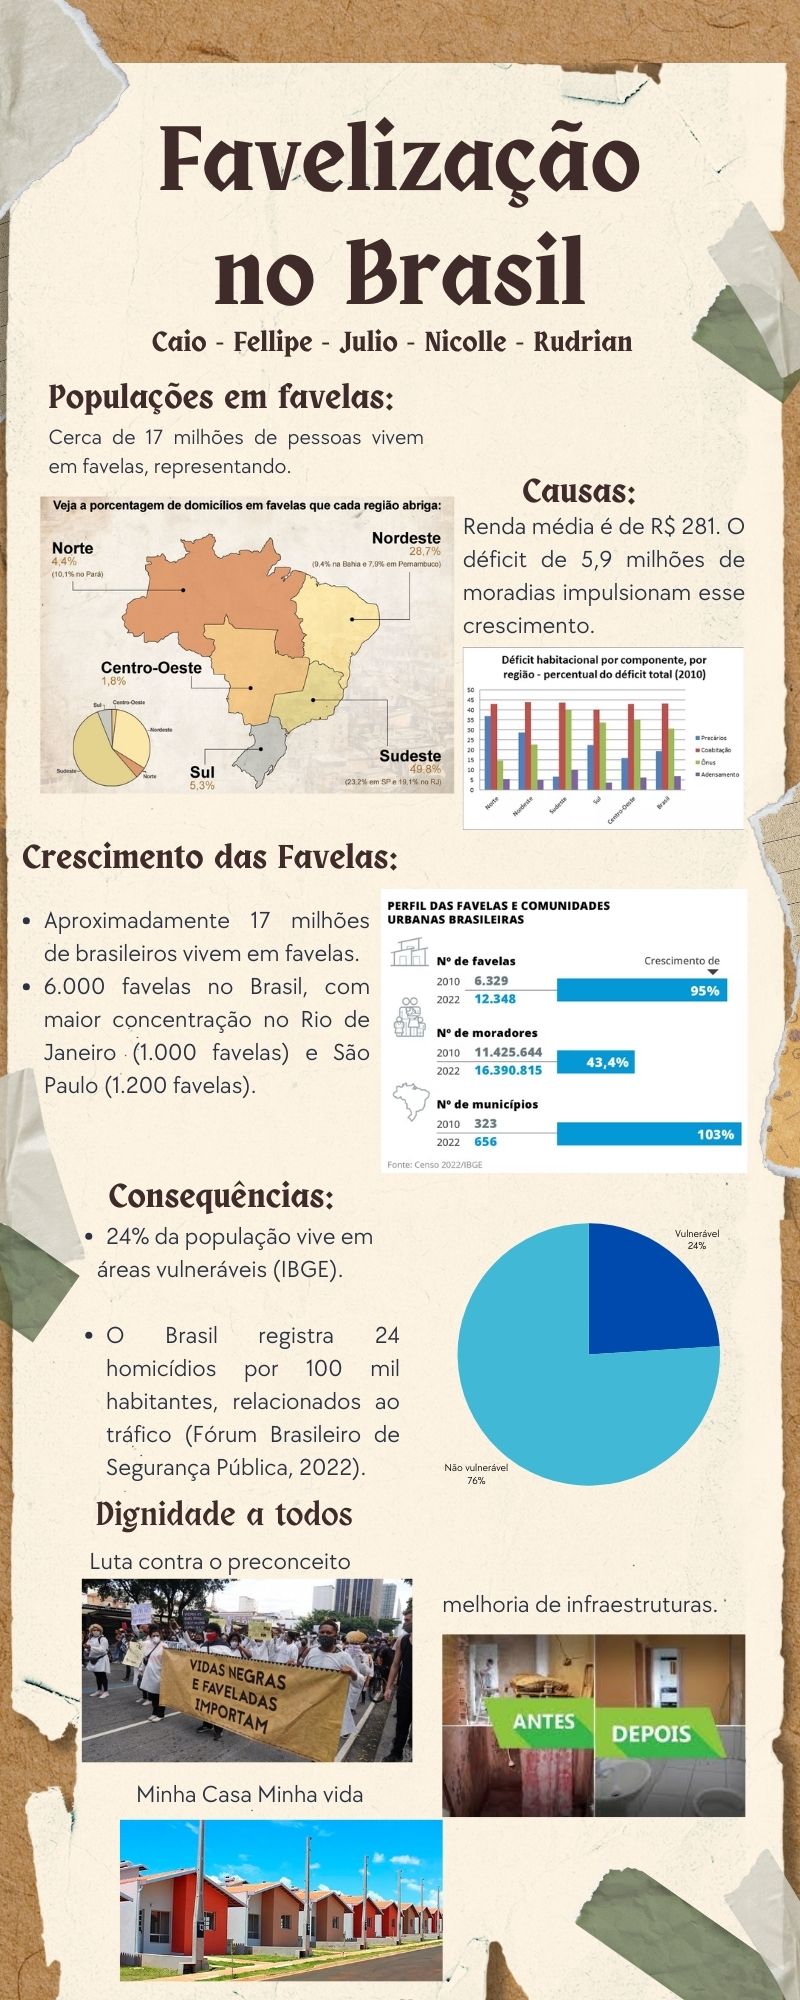 Favelização
no Brasil
Caio - Fellipe - Julio - Nicolle - Rudrian
Populações em favelas:
Cerca de 17 milhões de pessoas vivem
em favelas, representando.
Veja a porcentagem de domicílios em favelas que cada região abriga:
Norte
4,4%
(10,1% no Pará)
Nordeste
28,7%
(9,4% na Bahia e 7,9% em Pernambuco)
Centro-Oeste
1,8%
Sul
5,3%
Sudeste
49,8%
(23,2% em SP e 19,1% no RJ)
Sul
Centro-Oeste
Nordeste
Sudeste
Norte
Causas:
Renda média é de R$ 281. O
déficit de 5,9 milhões de
moradias impulsionam esse
crescimento.
Déficit habitacional por componente, por
região - percentual do déficit total (2010)
50
45
40
35
30
25
20
15
10
5
0
Norte
Nordeste
Sudeste
Sul
Centro-Oeste
Brasil
Precários
Coabitação
Ônus
Adensamento
Crescimento das Favelas:
• Aproximadamente 17 milhões
de brasileiros vivem em favelas.
• 6.000 favelas no Brasil, com
maior concentração no Rio de
Janeiro (1.000 favelas) e São
Paulo (1.200 favelas).
PERFIL DAS FAVELAS E COMUNIDADES
URBANAS BRASILEIRAS
Nº de favelas
Crescimento de
2010 6.329
2022 12.348
95%
Nº de moradores
2010 11.425.644
2022 16.390.815
43,4%
Nº de municípios
2010 323
2022 656
103%
Fonte: Censo 2022/IBGE
Consequências:
• 24% da população vive em
áreas vulneráveis (IBGE).
• O Brasil registra 24
homicídios por 100 mil
habitantes, relacionados ao
tráfico (Fórum Brasileiro de
Segurança Pública, 2022).
Vulnerável
24%
Não vulnerável
76%
Dignidade a todos
Luta contra o preconceito
VIDAS NEGRAS
E FAVELADAS
IMPORTAM
melhoria de infraestruturas.
ANTES
DEPOIS
Minha Casa Minha vida